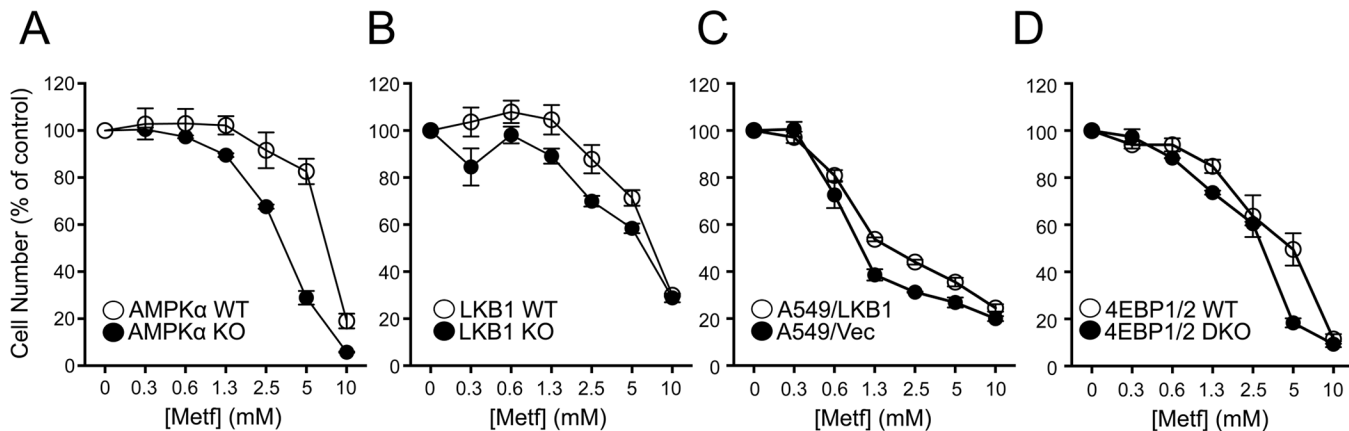 A
B
C
D
Cell Number (% of control)
120
100
80
60
40
20
0
AMPKα WT
AMPKα KO
0 0.3 0.6 1.3 2.5 5 10
[Metf] (mM)
120
100
80
60
40
20
0
LKB1 WT
LKB1 KO
0 0.3 0.6 1.3 2.5 5 10
[Metf] (mM)
120
100
80
60
40
20
0
A549/LKB1
A549/Vec
0 0.3 0.6 1.3 2.5 5 10
[Metf] (mM)
120
100
80
60
40
20
0
4EBP1/2 WT
4EBP1/2 DKO
0 0.3 0.6 1.3 2.5 5 10
[Metf] (mM)